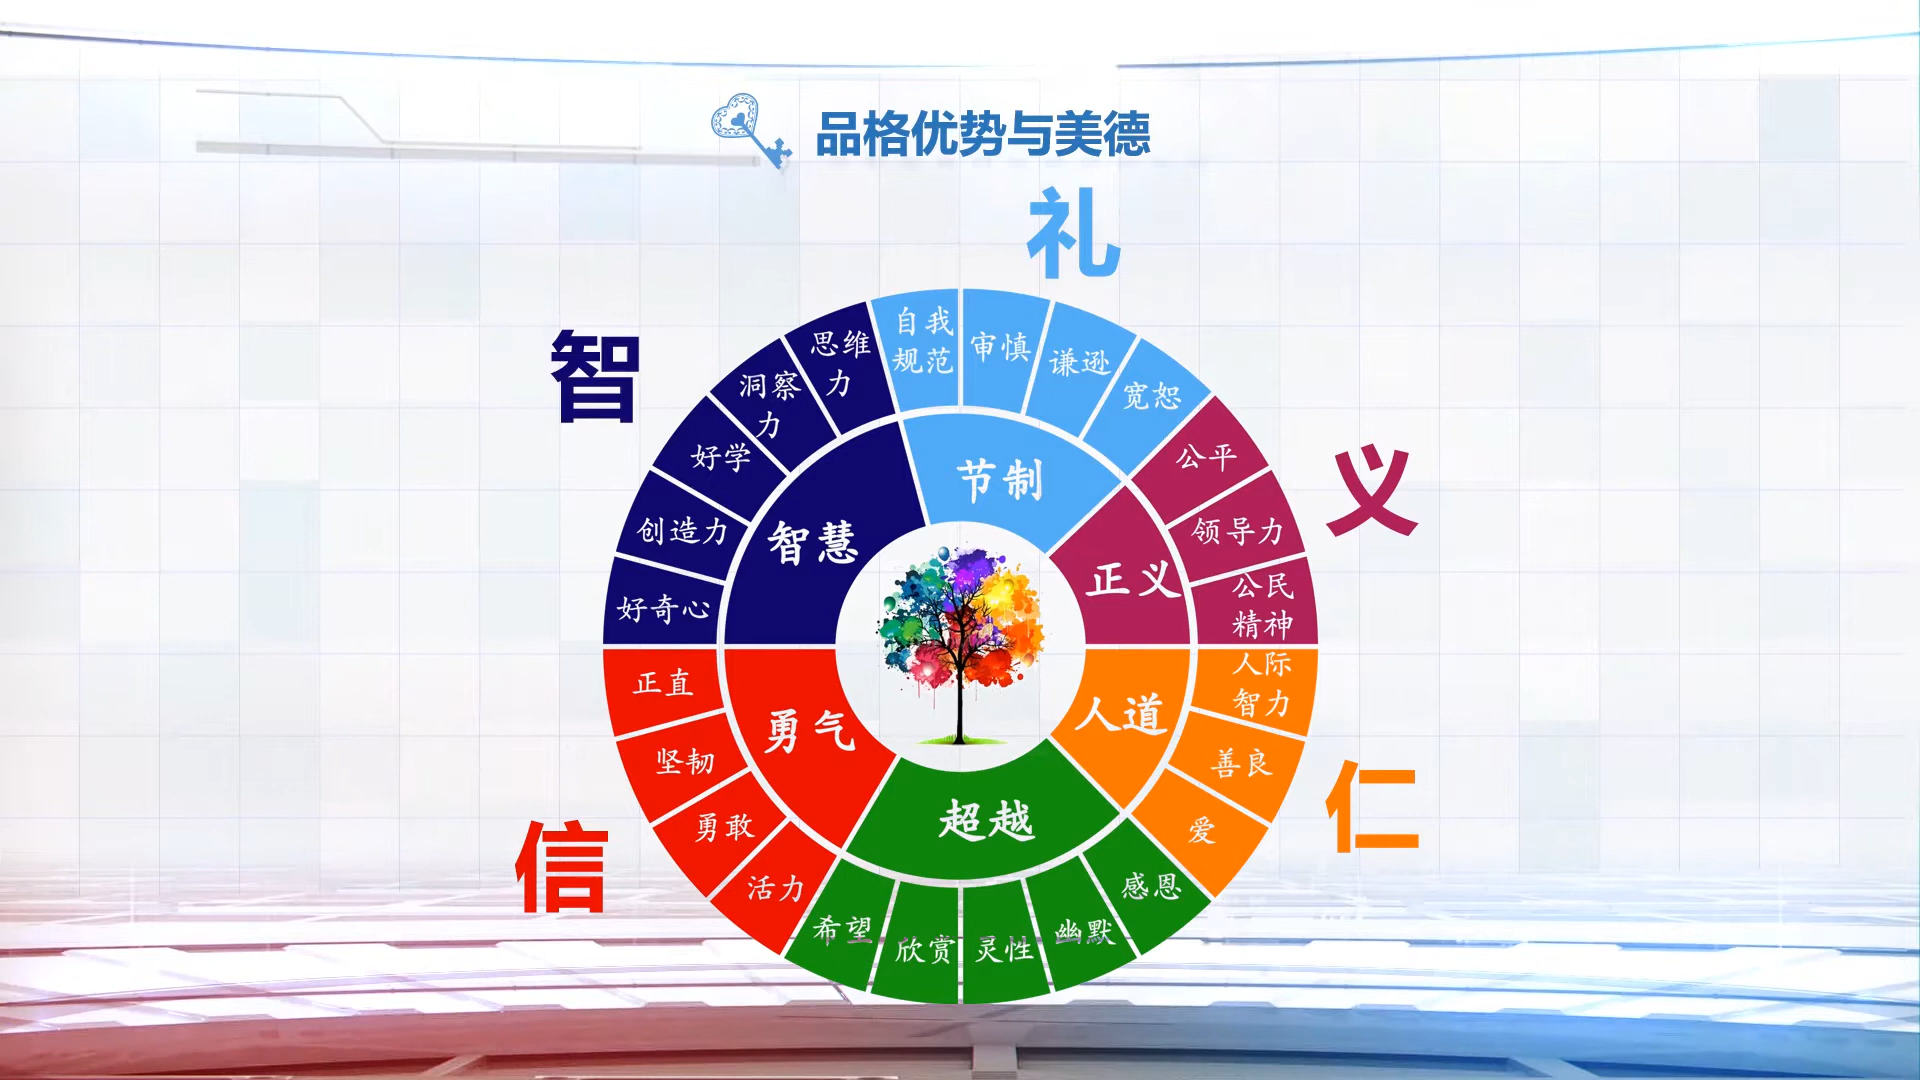 品格优势与美德
礼
智
义
仁
信
节制
自我
规范
审慎
谦逊
宽恕
正义
公平
领导力
公民
精神
人道
人际
智力
善良
爱
超越
感恩
幽默
灵性
欣赏
希望
勇气
活力
勇敢
坚韧
正直
智慧
好奇心
创造力
好学
洞察
力
思维
力